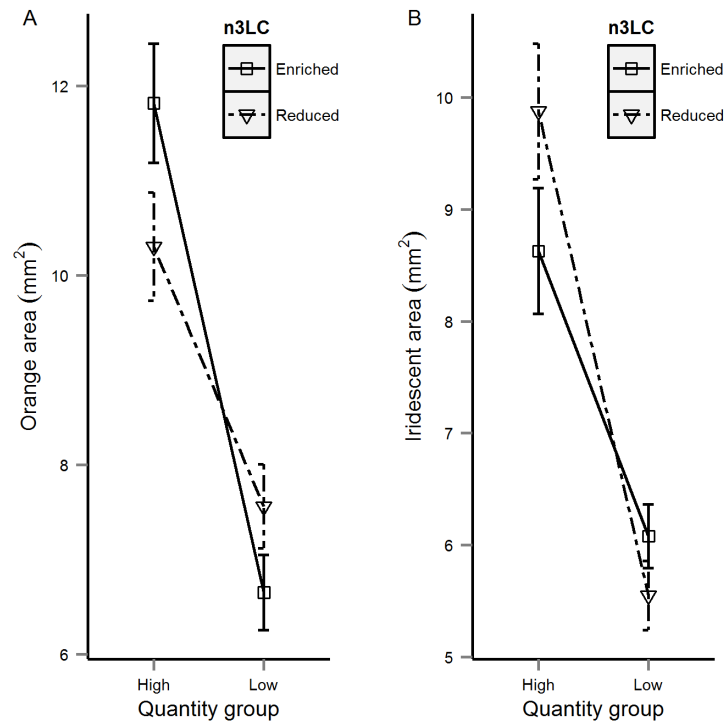 A
n3LC
Enriched
Reduced
Orange area (mm²)
12
10
8
6
High
Low
Quantity group
B
n3LC
Enriched
Reduced
Iridescent area (mm²)
10
9
8
7
6
5
High
Low
Quantity group